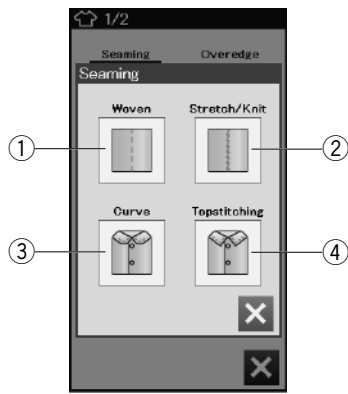 1/2
Seaming Overedge
Seaming
Woven Stretch/Knit
① ②
Curve Topstitching
③ ④